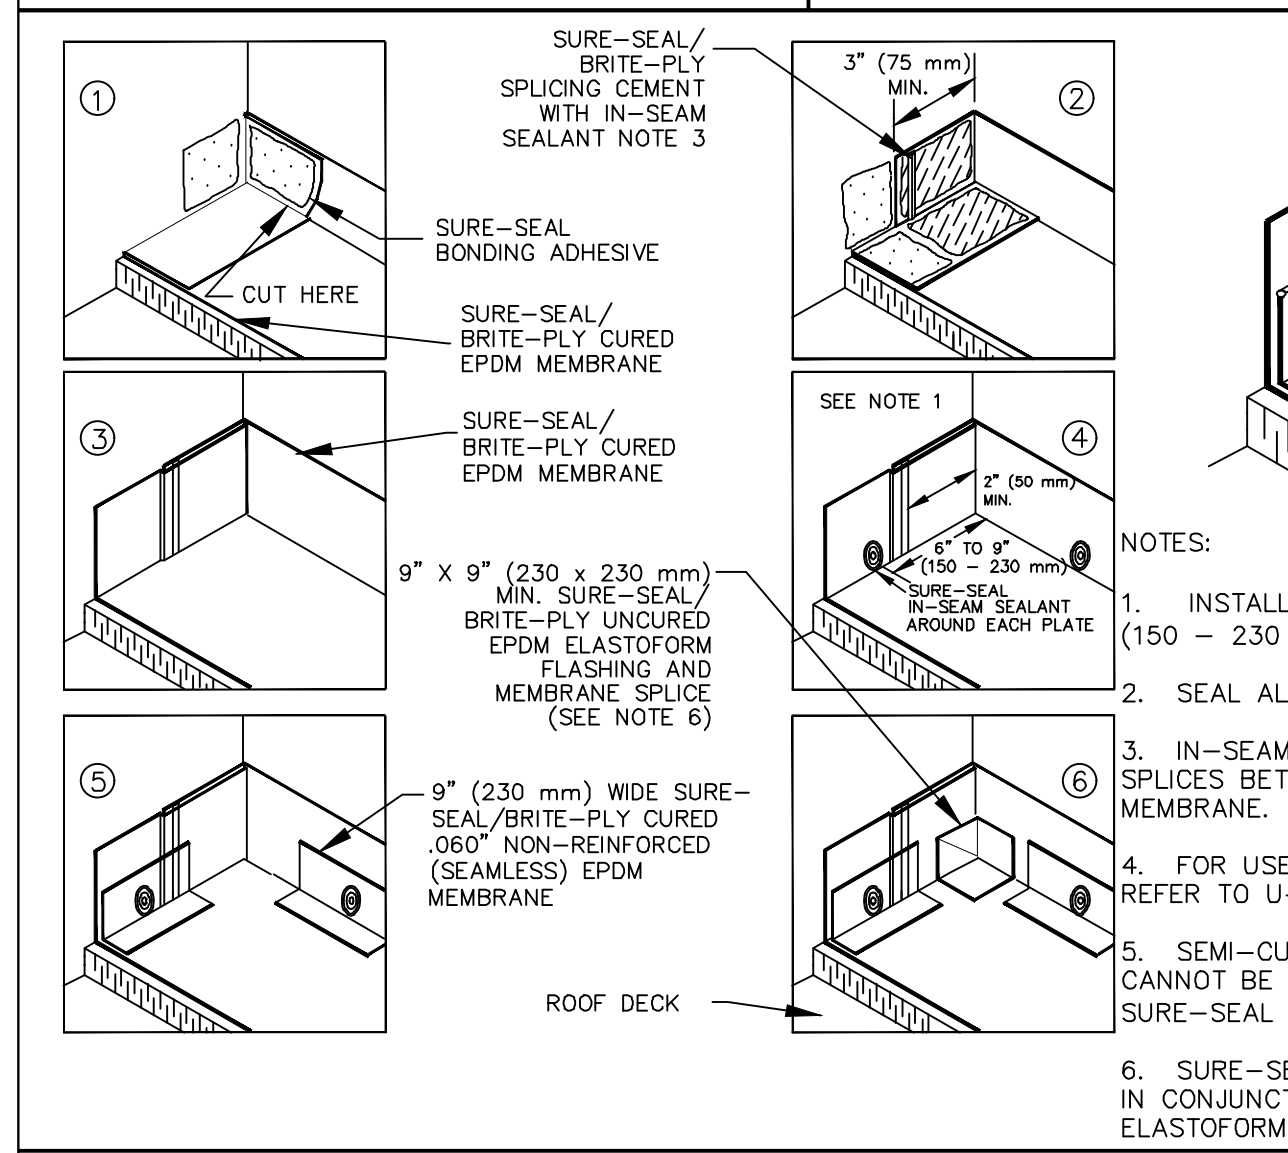 1
SURE-SEAL/
BRITE-PLY
SPLICING CEMENT
WITH IN-SEAM
SEALANT NOTE 3
3" (75 mm)
MIN.
2
SURE-SEAL
BONDING ADHESIVE
CUT HERE
SURE-SEAL/
BRITE-PLY CURED
EPDM MEMBRANE
3
SURE-SEAL/
BRITE-PLY CURED
EPDM MEMBRANE
SEE NOTE 1
4
2" (50 mm)
MIN.
6" TO 9"
(150 - 230 mm)
SURE-SEAL
IN-SEAM SEALANT
AROUND EACH PLATE
9" X 9" (230 x 230 mm)
MIN. SURE-SEAL/
BRITE-PLY UNCURED
EPDM ELASTOFORM
FLASHING AND
MEMBRANE SPLICE
(SEE NOTE 6)
5
9" (230 mm) WIDE SURE-
SEAL/BRITE-PLY CURED
.060" NON-REINFORCED
(SEAMLESS) EPDM
MEMBRANE
6
ROOF DECK
NOTES:
1. INSTALL
(150 - 230
2. SEAL AL
3. IN-SEAM
SPLICES BET
MEMBRANE.
4. FOR USE
REFER TO U-
5. SEMI-CU
CANNOT BE
SURE-SEAL
6. SURE-SE
IN CONJUNCT
ELASTOFORM